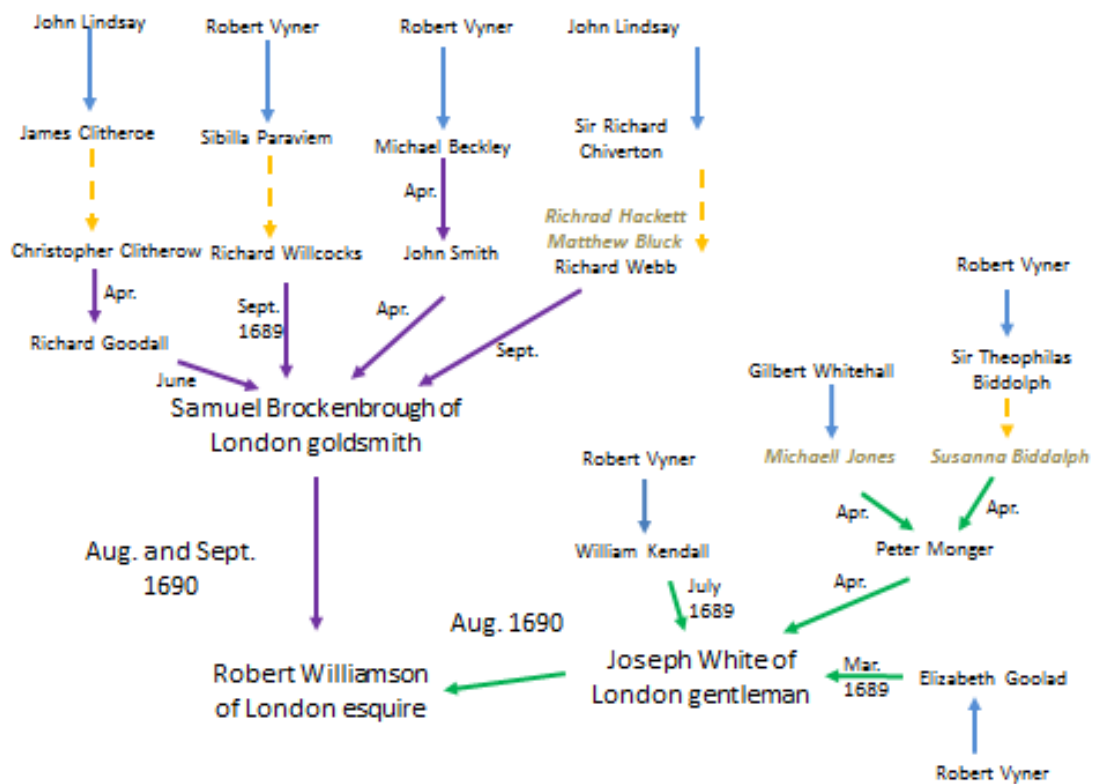 John Lindsay
Robert Vyner
Robert Vyner
John Lindsay
James Clitheroe
Sibilla Paraviem
Michael Beckley
Sir Richard
Chiverton
Apr.
Richrad Hackett
Matthew Bluck
Richard Webb
Christopher Clitherow
Richard Willcocks
John Smith
Robert Vyner
Apr.
Sept.
1689
Apr.
Richard Goodall
Sept.
June
Gilbert Whitehall
Sir Theophilas
Biddolph
Samuel Brockenbrough of
London goldsmith
Robert Vyner
Michaell Jones
Susanna Biddalph
Apr.
Apr.
Aug. and Sept.
1690
William Kendall
Peter Monger
July
1689
Apr.
Aug. 1690
Robert Williamson
of London esquire
Joseph White of
London gentleman
Mar.
1689
Elizabeth Goolad
Robert Vyner